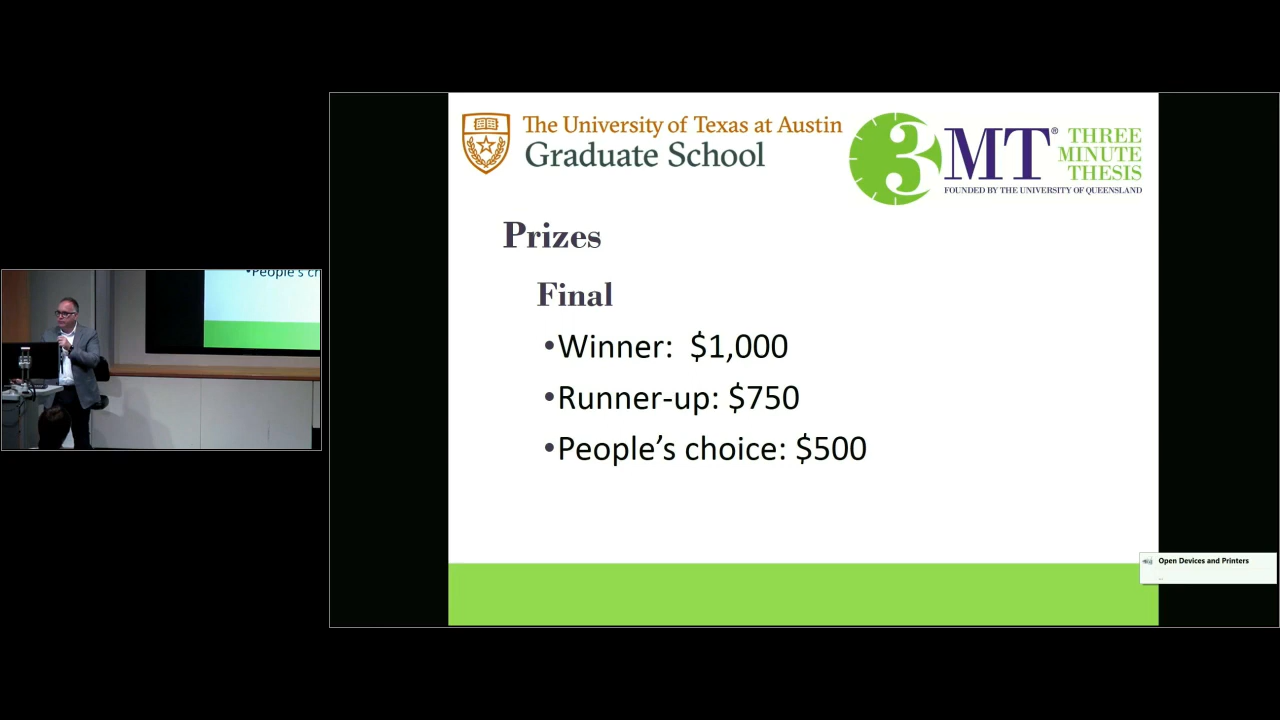 •People's ch
The University of Texas at Austin
Graduate School
3MT® THREE
MINUTE
THESIS
FOUNDED BY THE UNIVERSITY OF QUEENSLAND
Prizes
Final
•Winner:  $1,000
•Runner-up: $750
•People’s choice: $500
Open Devices and Printers